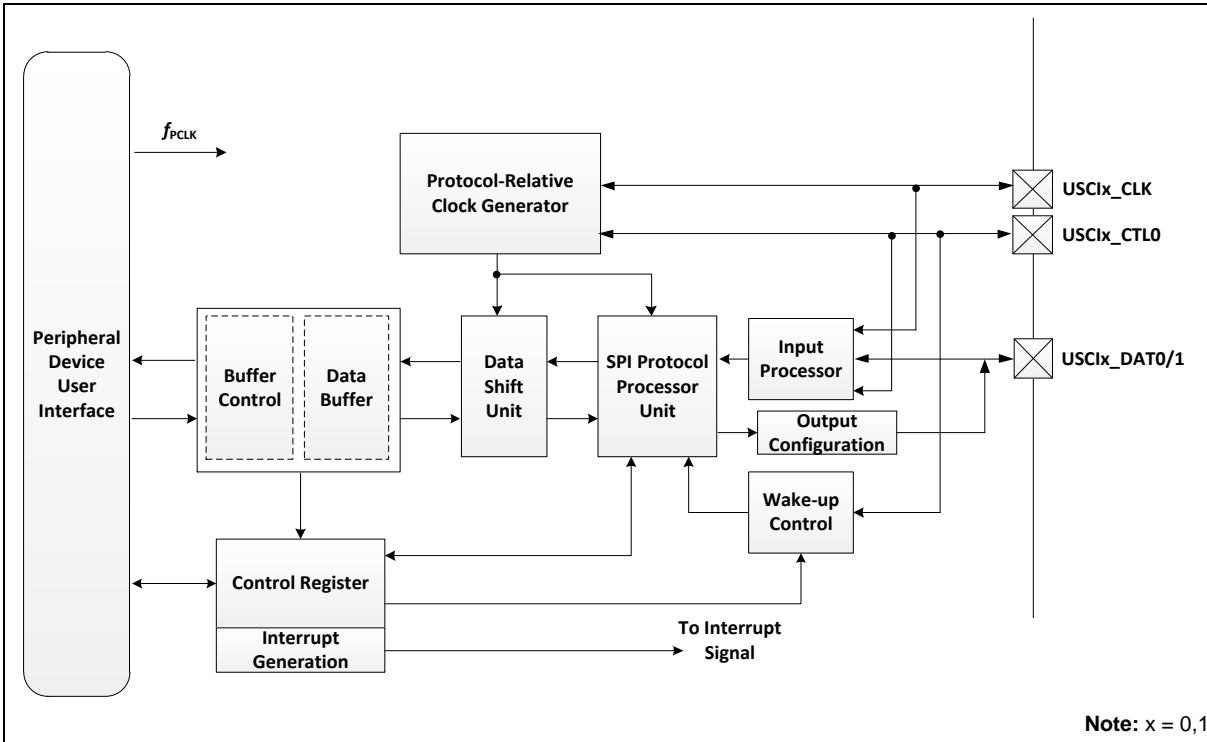 fPCLK
Protocol-Relative
Clock Generator
USCIx_CLK
USCIx_CTL0
Peripheral
Device
User
Interface
Buffer
Control
Data
Buffer
Data
Shift
Unit
SPI Protocol
Processor
Unit
Input
Processor
USCIx_DAT0/1
Output
Configuration
Wake-up
Control
Control Register
Interrupt
Generation
To Interrupt
Signal
Note: x = 0,1